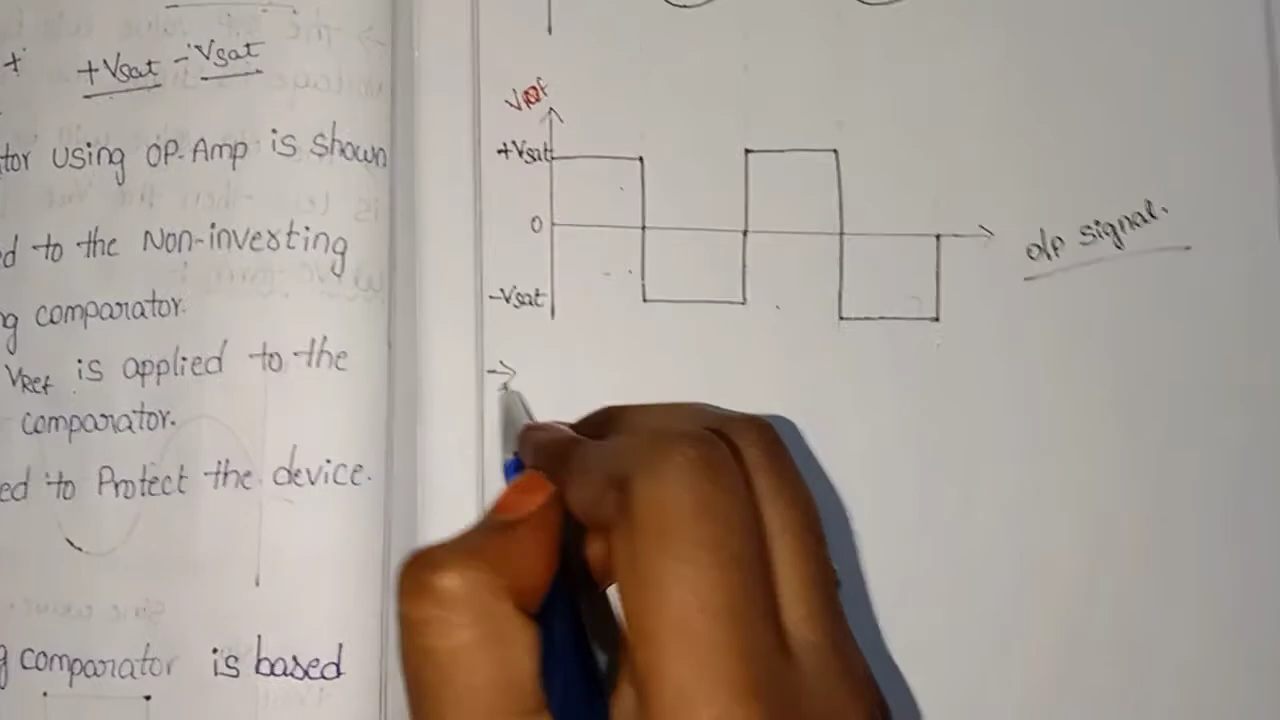 + +Vsat -Vsat
tor using OP-Amp is shown
d to the Non-inverting
g comparator.
VRef is applied to the
comparator.
ed to Protect the device.
g comparator is based
+Vsat
0
-Vsat
o/p signal.
→